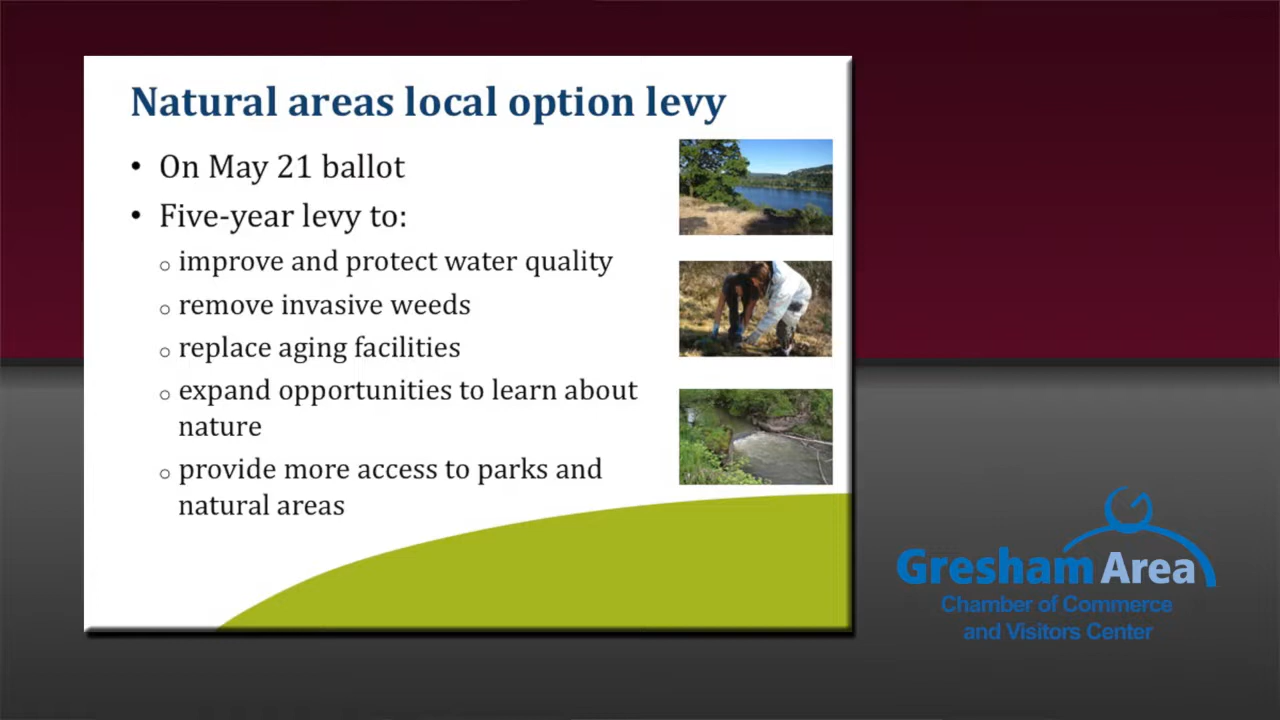 Natural areas local option levy
• On May 21 ballot
• Five-year levy to:
o improve and protect water quality
o remove invasive weeds
o replace aging facilities
o expand opportunities to learn about
nature
o provide more access to parks and
natural areas
Gresham Area
Chamber of Commerce
and Visitors Center